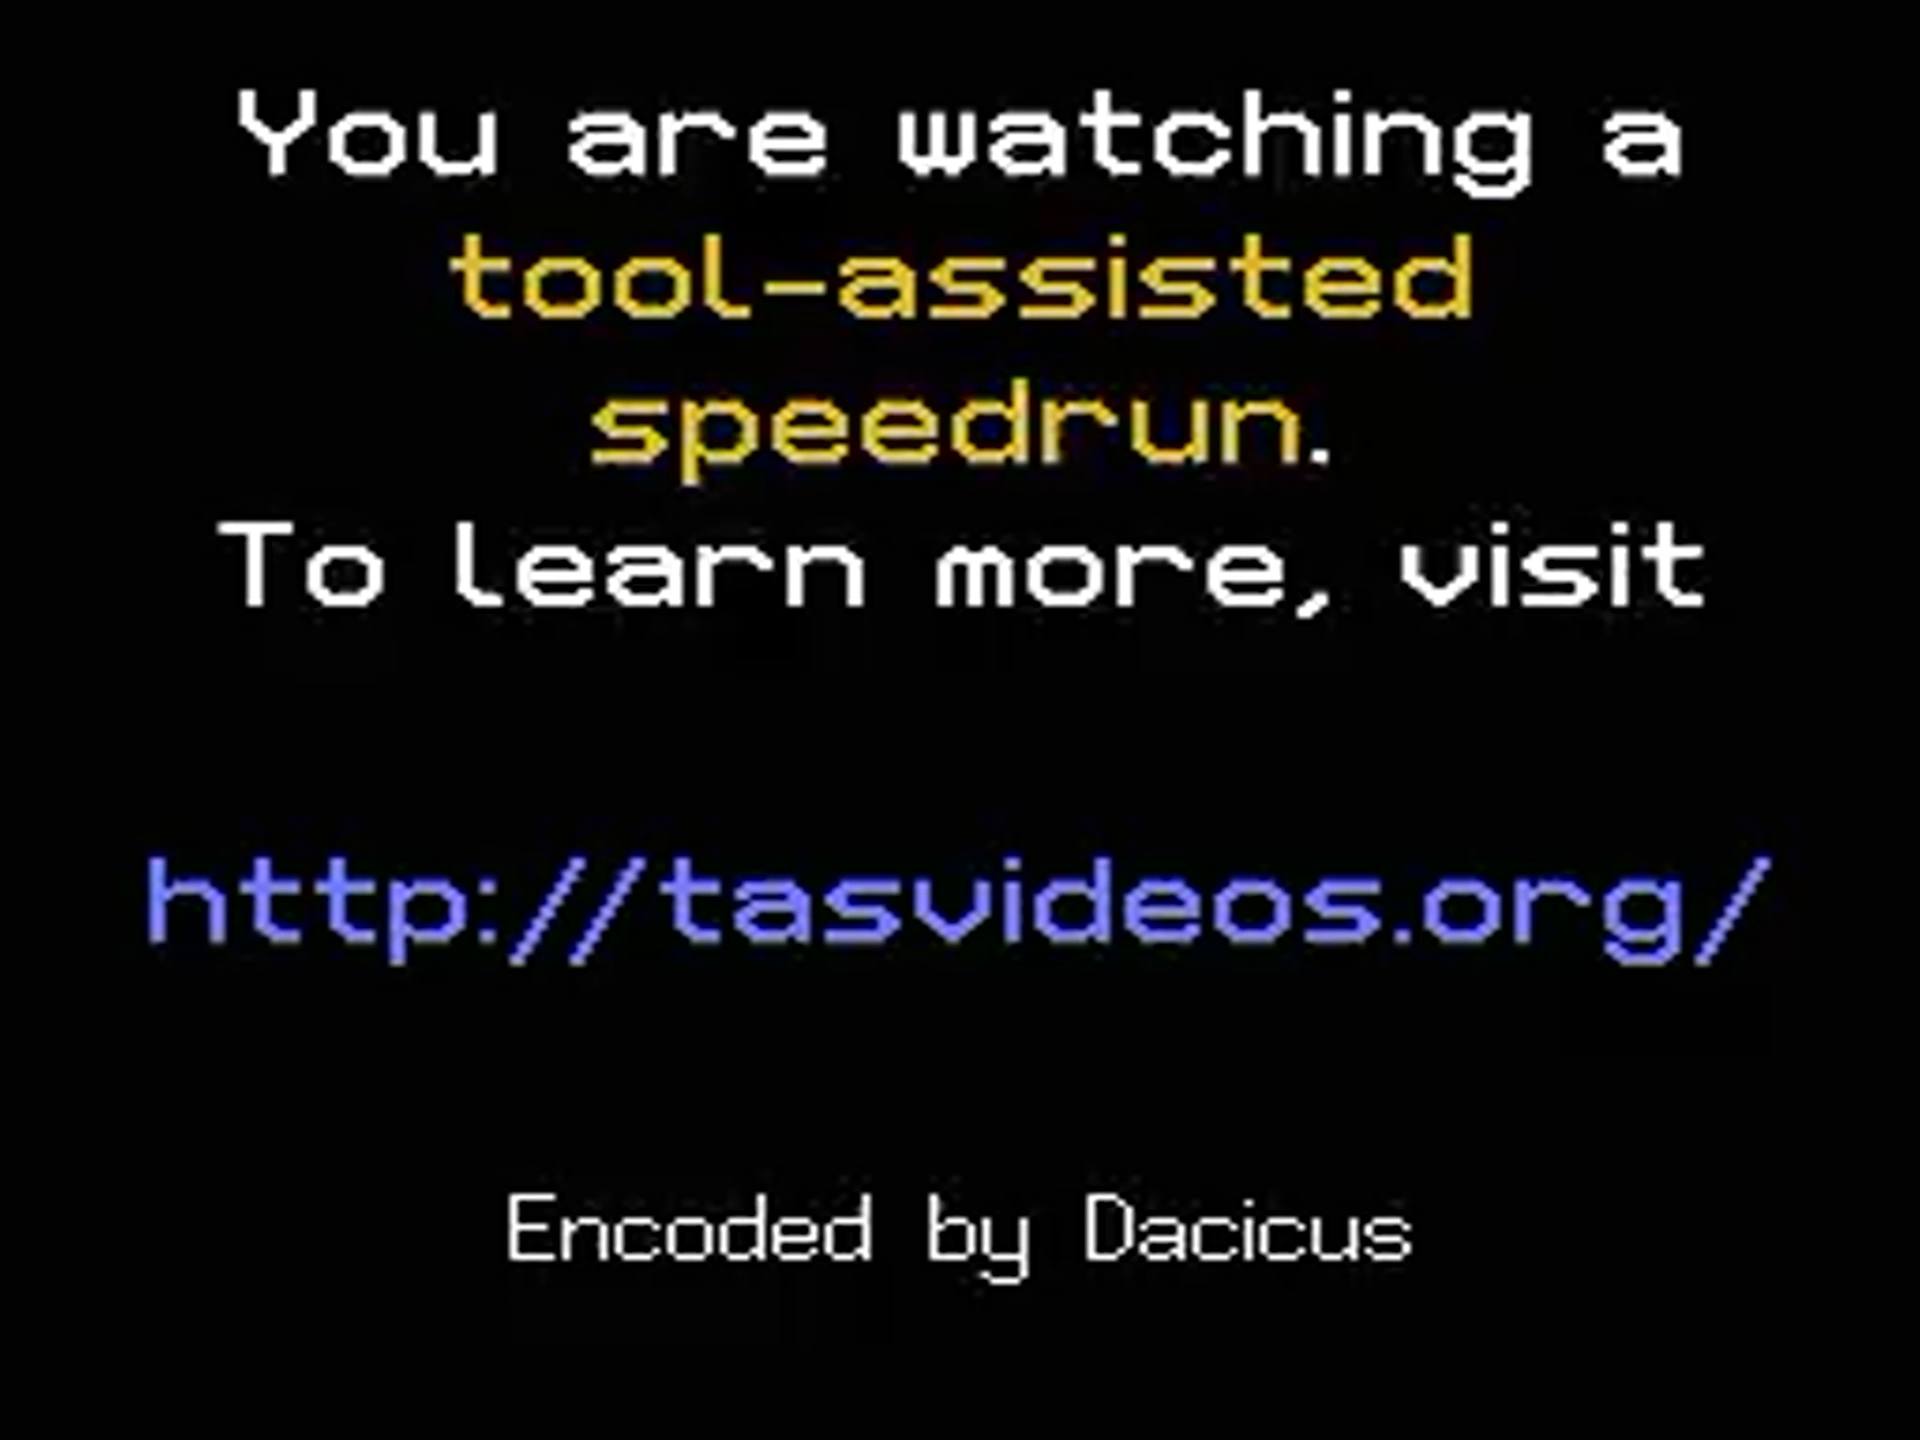 You are watching a
tool-assisted
speedrun.
To learn more, visit
http://tasvideos.org/
Encoded by Dacicus